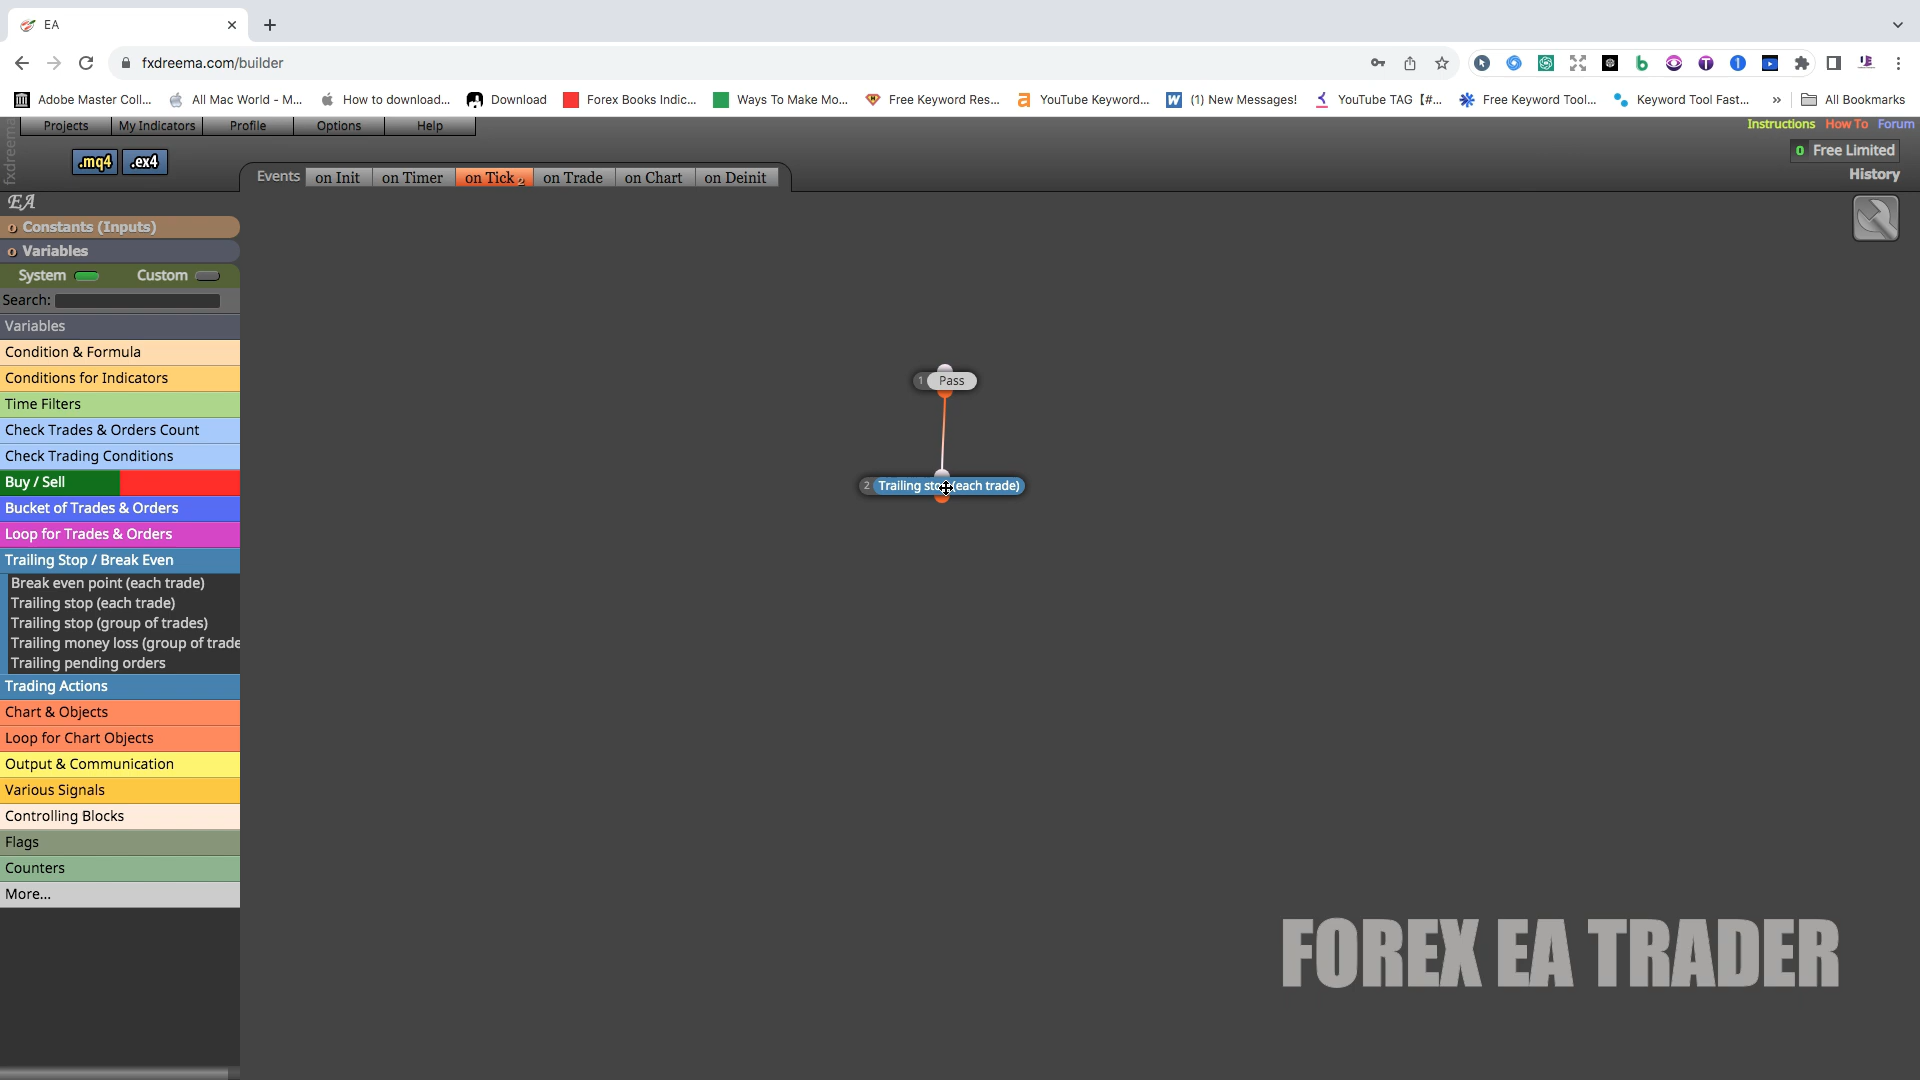 EA
fxdreema.com/builder
Adobe Master Coll...
All Mac World - M...
How to download...
Download
Forex Books Indic...
Ways To Make Mo...
Free Keyword Res...
YouTube Keyword...
(1) New Messages!
YouTube TAG【#...
Free Keyword Tool...
Keyword Tool Fast...
»
All Bookmarks
Projects
My Indicators
Profile
Options
Help
Instructions How To Forum
fxdreema
.mq4
.ex4
0 Free Limited
Events
on Init
on Timer
on Tick 2
on Trade
on Chart
on Deinit
History
EA
0 Constants (Inputs)
0 Variables
System
Custom
Search:
Variables
Condition & Formula
Conditions for Indicators
Time Filters
Check Trades & Orders Count
Check Trading Conditions
Buy / Sell
Bucket of Trades & Orders
Loop for Trades & Orders
Trailing Stop / Break Even
Break even point (each trade)
Trailing stop (each trade)
Trailing stop (group of trades)
Trailing money loss (group of trade
Trailing pending orders
Trading Actions
Chart & Objects
Loop for Chart Objects
Output & Communication
Various Signals
Controlling Blocks
Flags
Counters
More...
1 Pass
2 Trailing stop (each trade)
FOREX EA TRADER